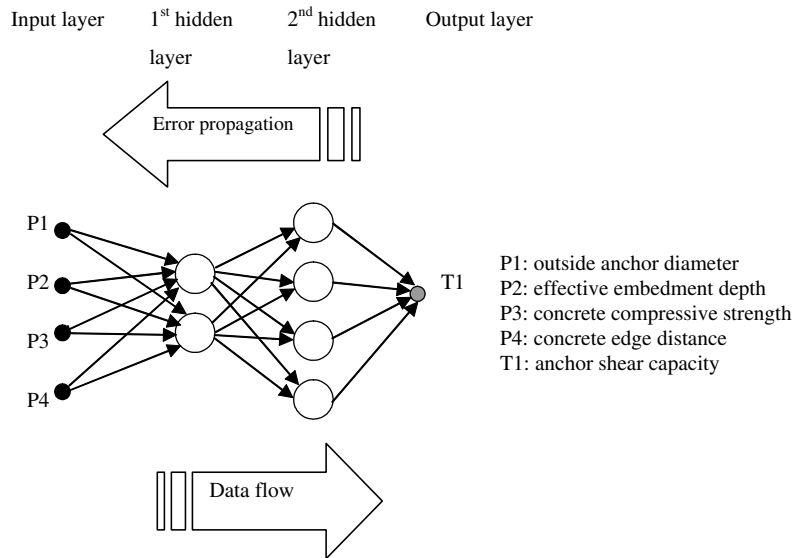 Input layer
1st hidden
layer
2nd hidden
layer
Output layer
Error propagation
P1
P2
P3
P4
T1
P1: outside anchor diameter
P2: effective embedment depth
P3: concrete compressive strength
P4: concrete edge distance
T1: anchor shear capacity
Data flow